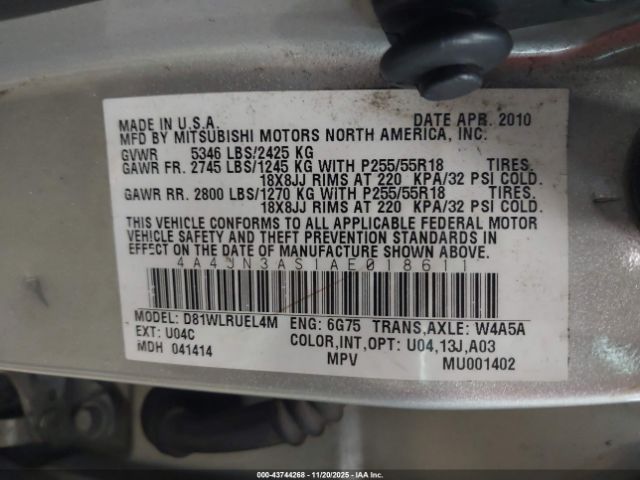 MADE IN U.S.A. DATE APR. 2010
MFD BY MITSUBISHI MOTORS NORTH AMERICA, INC.
GVWR 5346 LBS/2425 KG
GAWR FR. 2745 LBS/1245 KG WITH P255/55R18 TIRES,
18X8JJ RIMS AT 220 KPA/32 PSI COLD.
GAWR RR. 2800 LBS/1270 KG WITH P255/55R18 TIRES,
18X8JJ RIMS AT 220 KPA/32 PSI COLD.
THIS VEHICLE CONFORMS TO ALL APPLICABLE FEDERAL MOTOR
VEHICLE SAFETY AND THEFT PREVENTION STANDARDS IN
EFFECT ON THE DATE OF MANUFACTURE SHOWN ABOVE.
4A4JN3AS1AE018611
MODEL: D81WLRUEL4M ENG: 6G75 TRANS,AXLE: W4A5A
EXT: U04C COLOR,INT,OPT: U04,13J,A03
MDH 041414 MPV MU001402
000-43744268 - 11/20/2025 - IAAI.COM